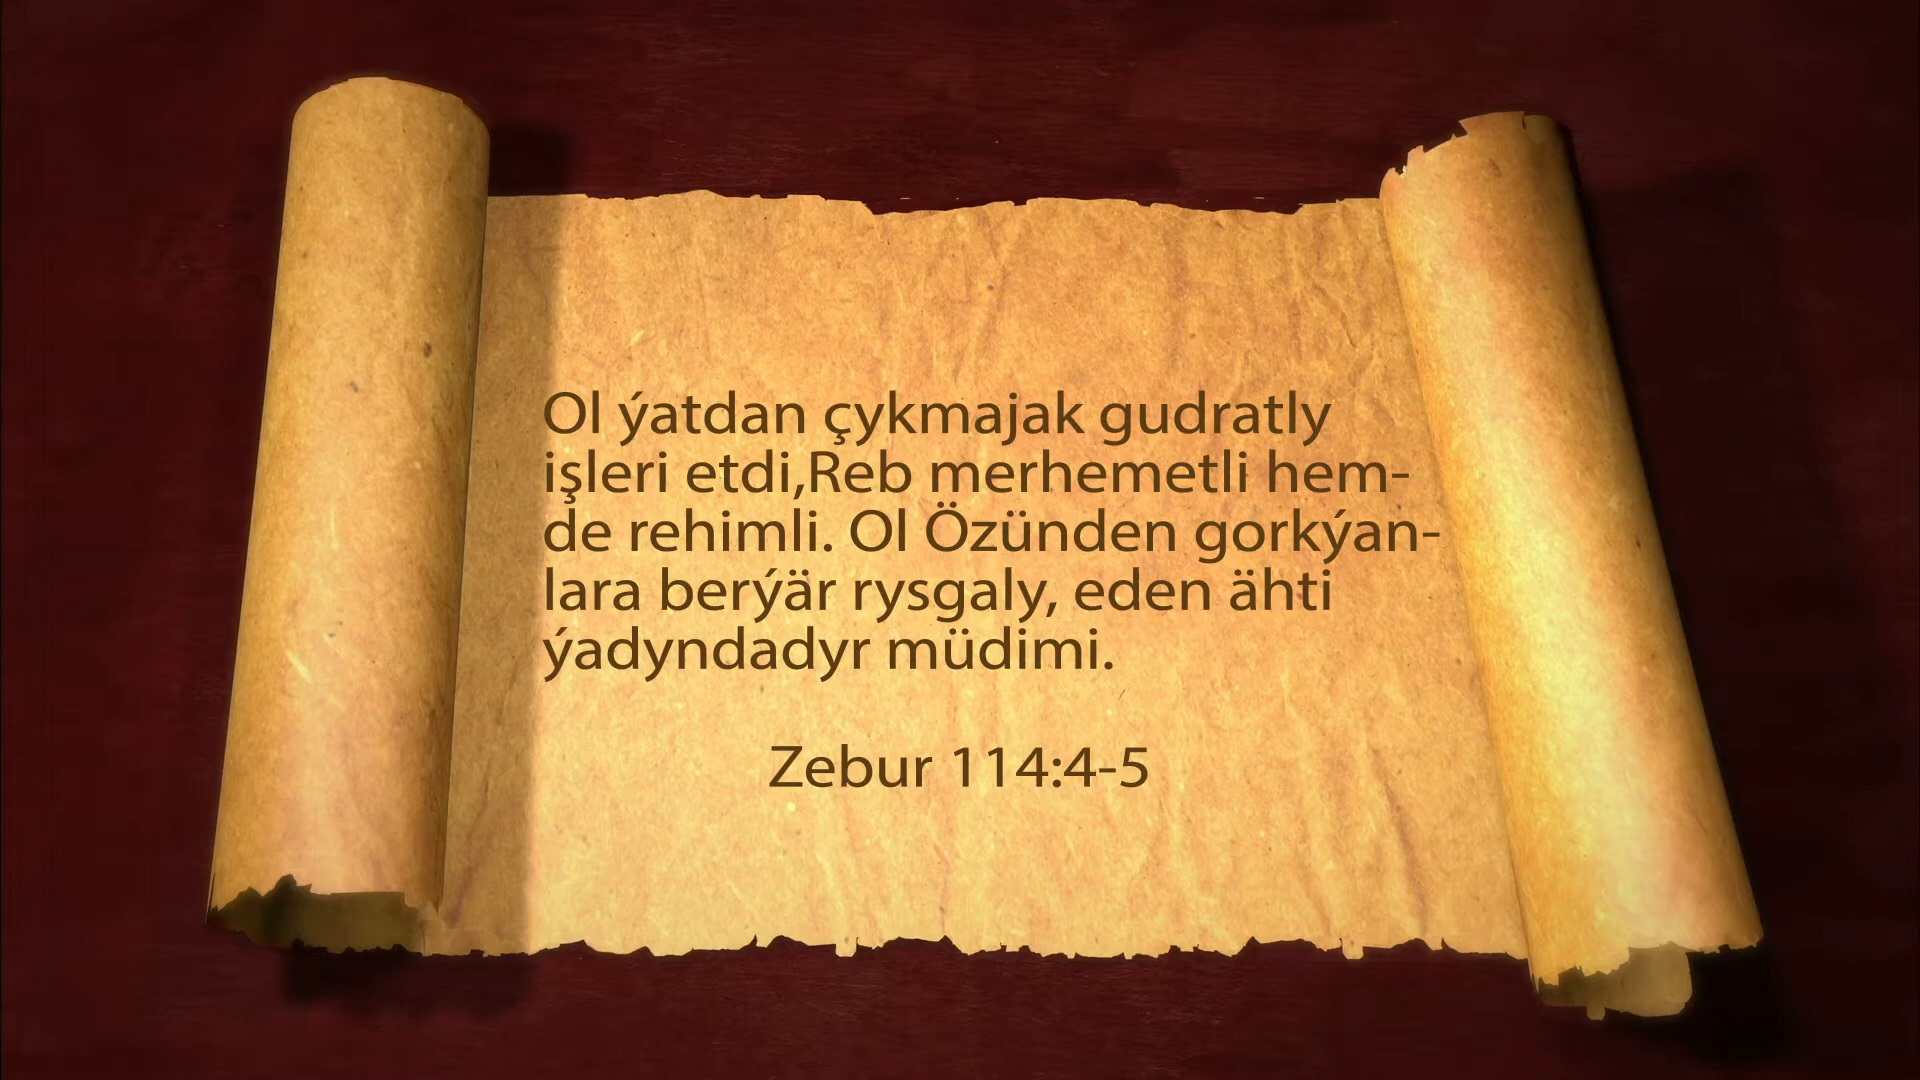 Ol ýatdan çykmajak gudratly
işleri etdi,Reb merhemetli hem-
de rehimli. Ol Özünden gorkýan-
lara berýär rysgaly, eden ähti
ýadyndadyr müdimi.
Zebur 114:4-5